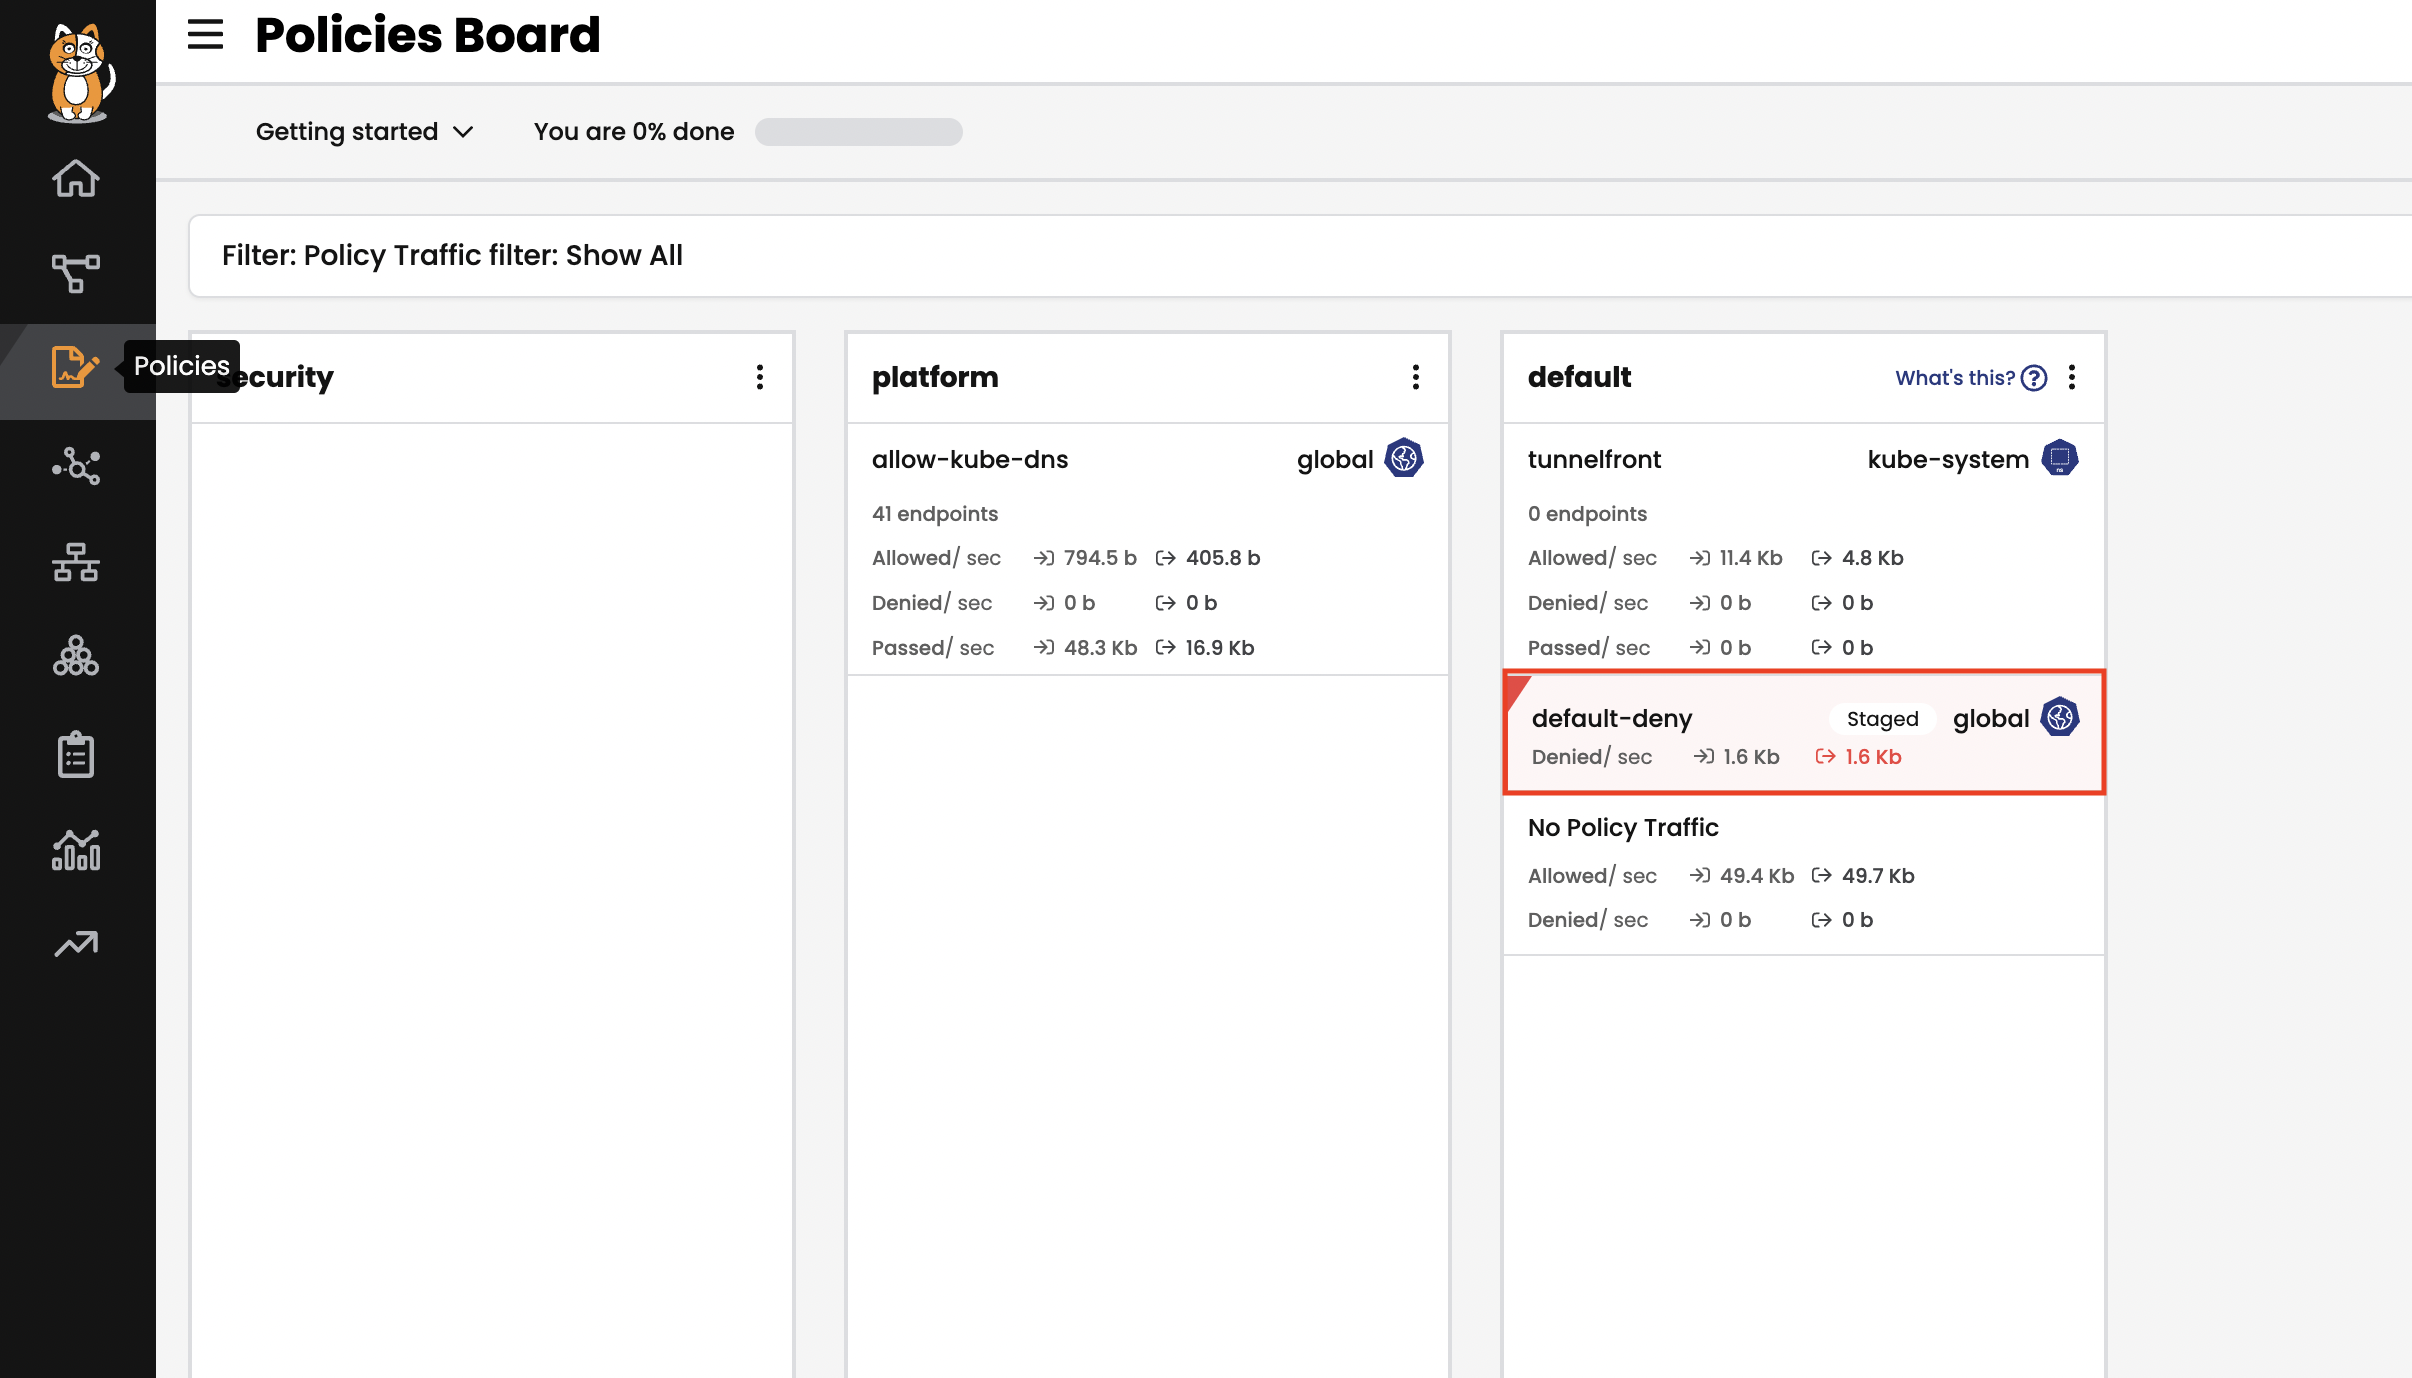 Policies Board
Getting started
You are 0% done
Filter: Policy Traffic filter: Show All
Policies
security
platform
allow-kube-dns global
41 endpoints
Allowed/ sec 794.5 b 405.8 b
Denied/ sec 0 b 0 b
Passed/ sec 48.3 Kb 16.9 Kb
default What's this? ?
tunnelfront kube-system
ns
0 endpoints
Allowed/ sec 11.4 Kb 4.8 Kb
Denied/ sec 0 b 0 b
Passed/ sec 0 b 0 b
default-deny Staged global
Denied/ sec 1.6 Kb 1.6 Kb
No Policy Traffic
Allowed/ sec 49.4 Kb 49.7 Kb
Denied/ sec 0 b 0 b